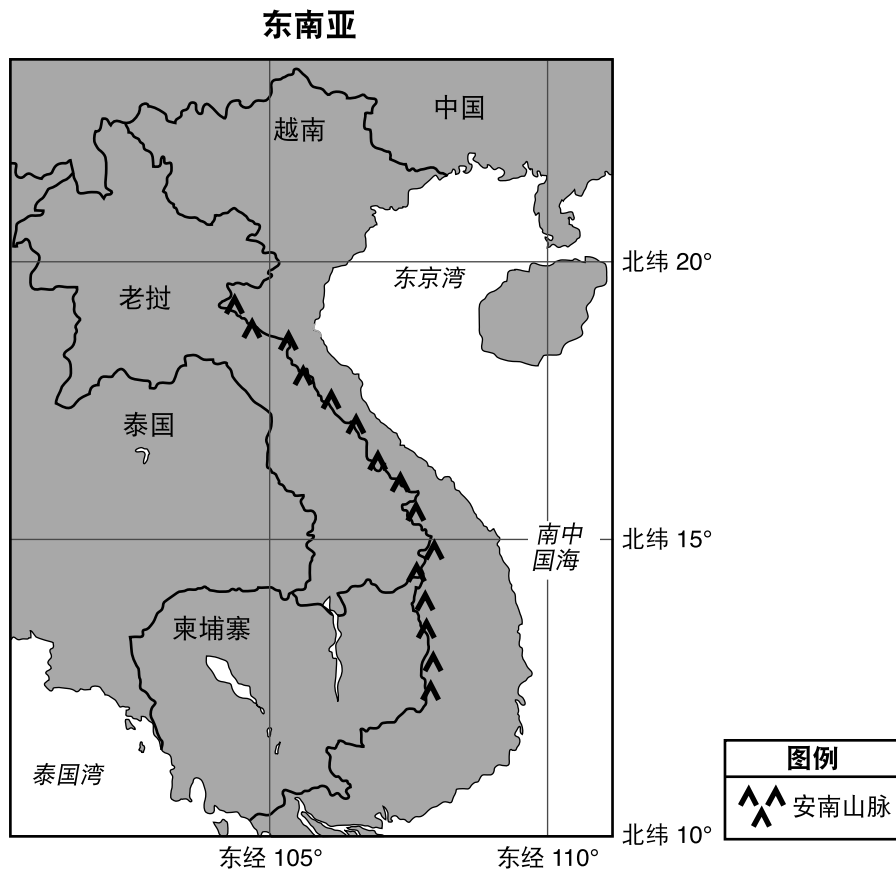 东南亚
中国
越南
北纬 20°
东京湾
老挝
泰国
南中
国海
北纬 15°
柬埔寨
泰国湾
图例
安南山脉
北纬 10°
东经 105°
东经 110°